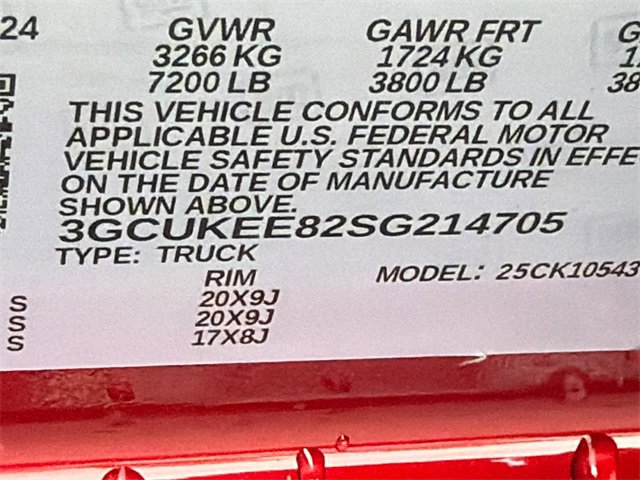 24 GVWR GAWR FRT G
3266 KG 1724 KG
7200 LB 3800 LB 38
THIS VEHICLE CONFORMS TO ALL
APPLICABLE U.S. FEDERAL MOTOR
VEHICLE SAFETY STANDARDS IN EFFE
ON THE DATE OF MANUFACTURE
SHOWN ABOVE.
3GCUKEE82SG214705
TYPE: TRUCK
RIM MODEL: 25CK10543
S 20X9J
S 20X9J
S 17X8J